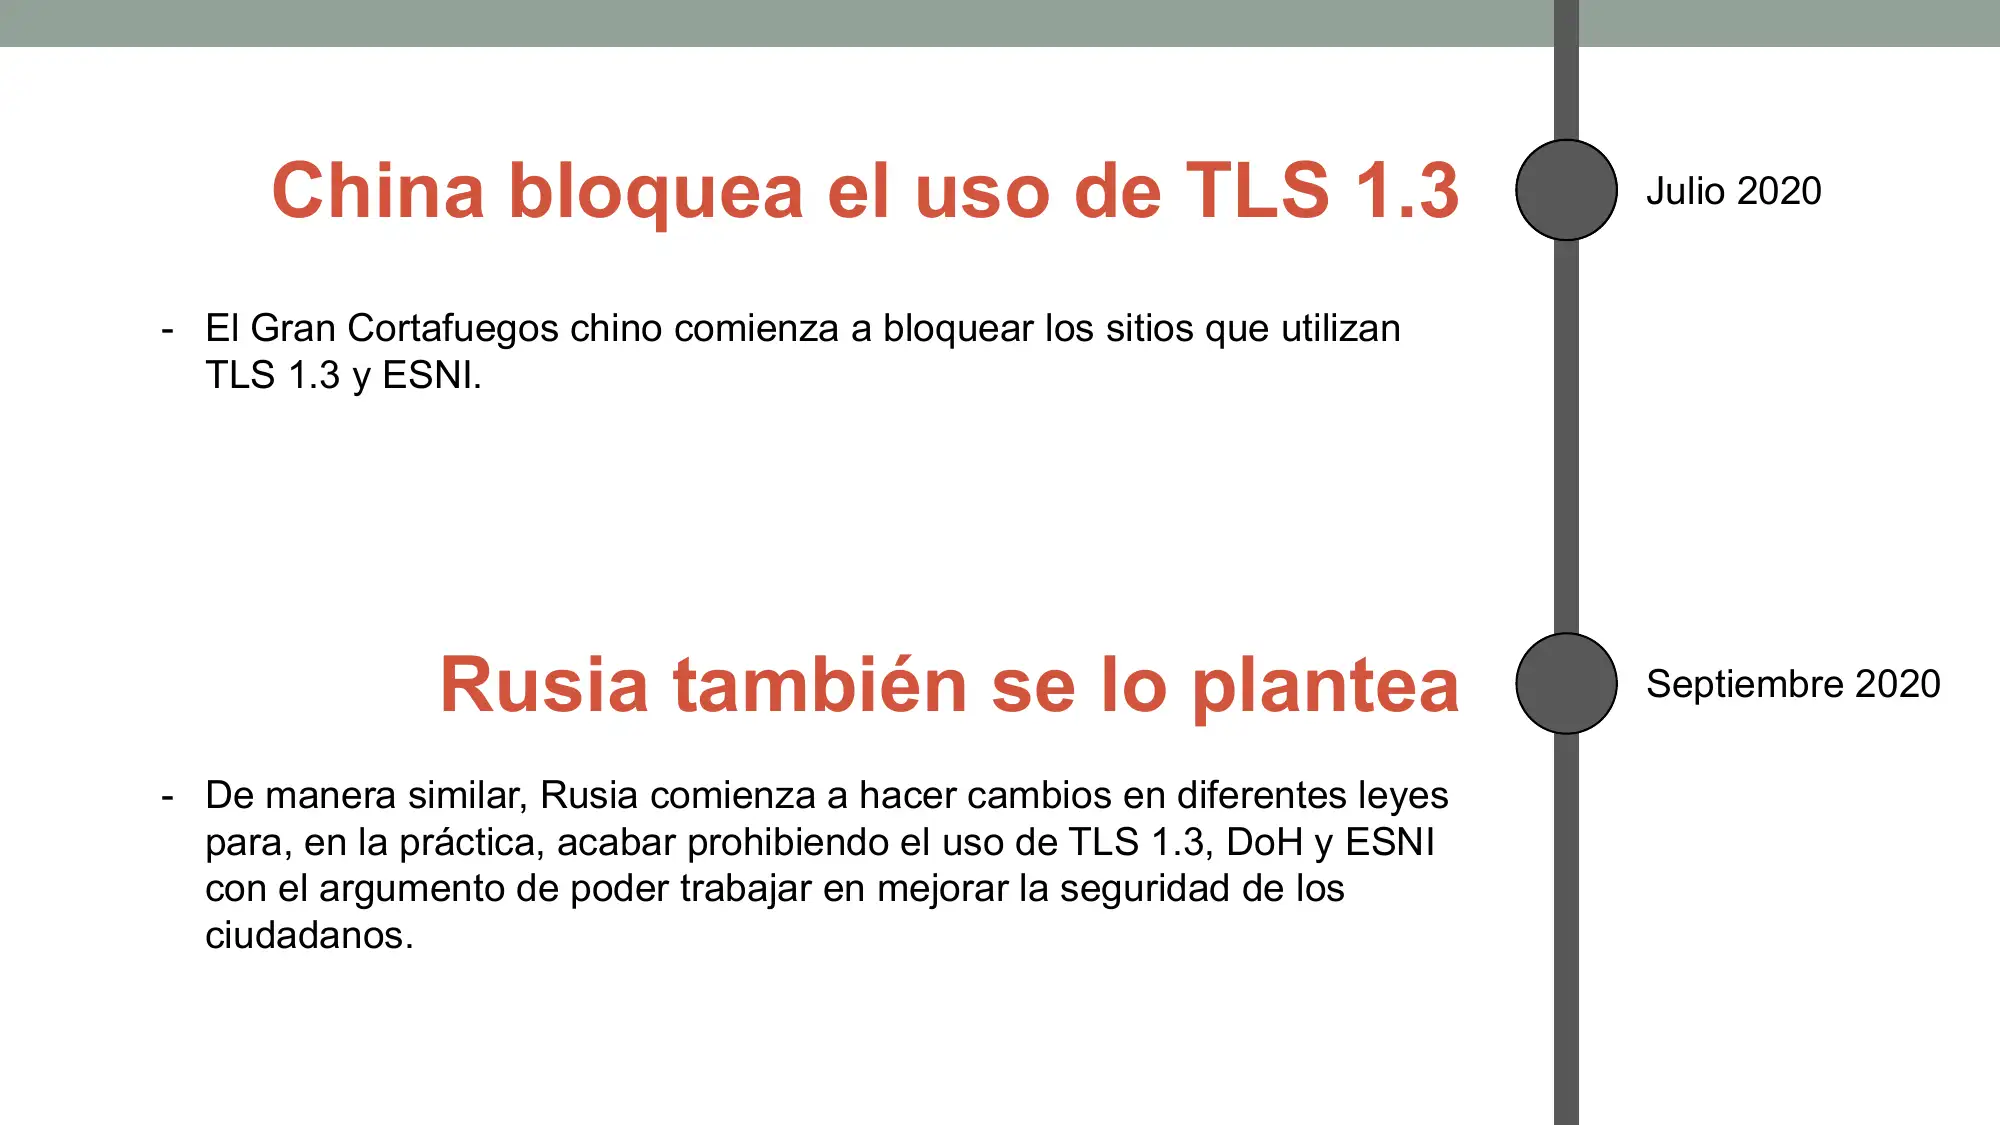 China bloquea el uso de TLS 1.3
Julio 2020
- El Gran Cortafuegos chino comienza a bloquear los sitios que utilizan
TLS 1.3 y ESNI.
Rusia también se lo plantea
Septiembre 2020
- De manera similar, Rusia comienza a hacer cambios en diferentes leyes
para, en la práctica, acabar prohibiendo el uso de TLS 1.3, DoH y ESNI
con el argumento de poder trabajar en mejorar la seguridad de los
ciudadanos.